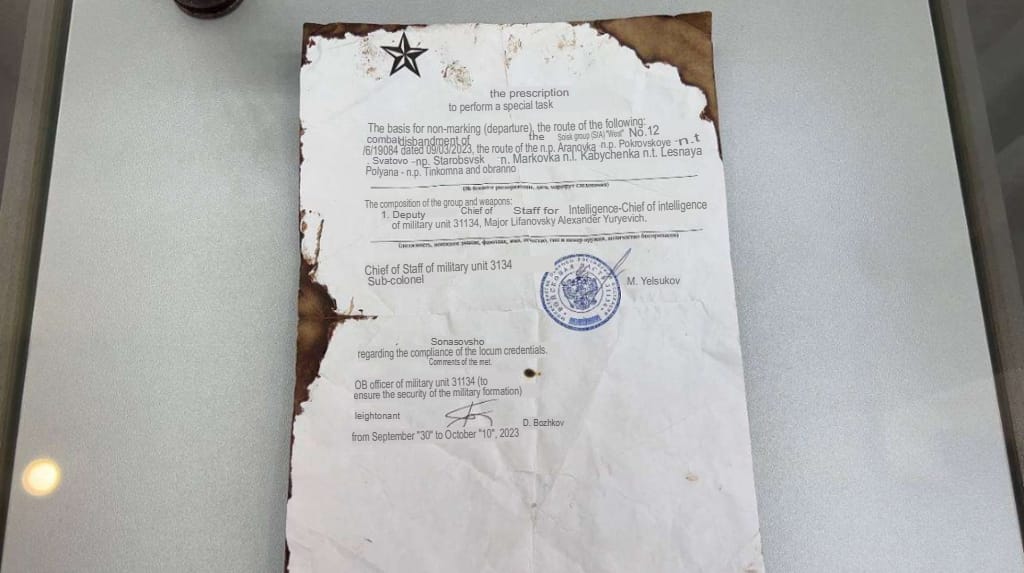 the prescription
to perform a special task
The basis for non-marking (departure), the route of the following:
combat disbandment of the Soisk group (S/A) "West" No.12
/6/19084 dated 09/03/2023, the route of the n.p. Aranovka n.p. Pokrovskoye -n.t
. Svatovo -np. Starobsvsk -n. Markovka n.l. Kabychenka n.t. Lesnaya
Polyana - n.p. Tinkomna and obranno
The composition of the group and weapons:
1. Deputy Chief of Staff for Intelligence-Chief of intelligence
of military unit 31134, Major Lifanovsky Alexander Yuryevich.
Chief of Staff of military unit 3134
Sub-colonel
M. Yelsukov
Sonasovsho
regarding the compliance of the locum credentials.
Comments of the met.
OB officer of military unit 31134 (to
ensure the security of the military formation)
leightonant
D. Bozhkov
from September "30" to October "10", 2023